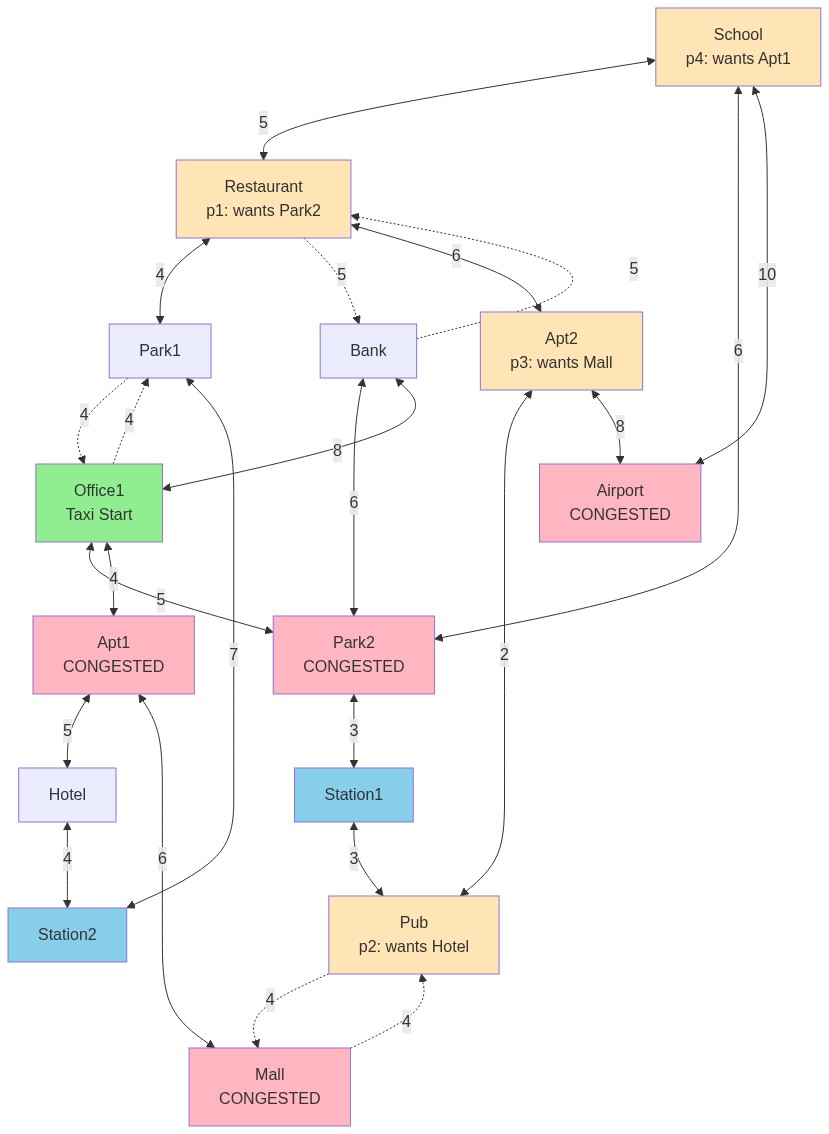 School
p4: wants Apt1
5
Restaurant
p1: wants Park2
6
5
4
5
10
Park1
Bank
Apt2
p3: wants Mall
6
4
4
8
8
Office1
Taxi Start
6
Airport
CONGESTED
4
5
Apt1
CONGESTED
Park2
CONGESTED
7
2
5
3
Hotel
Station1
4
6
3
Station2
Pub
p2: wants Hotel
4
4
Mall
CONGESTED